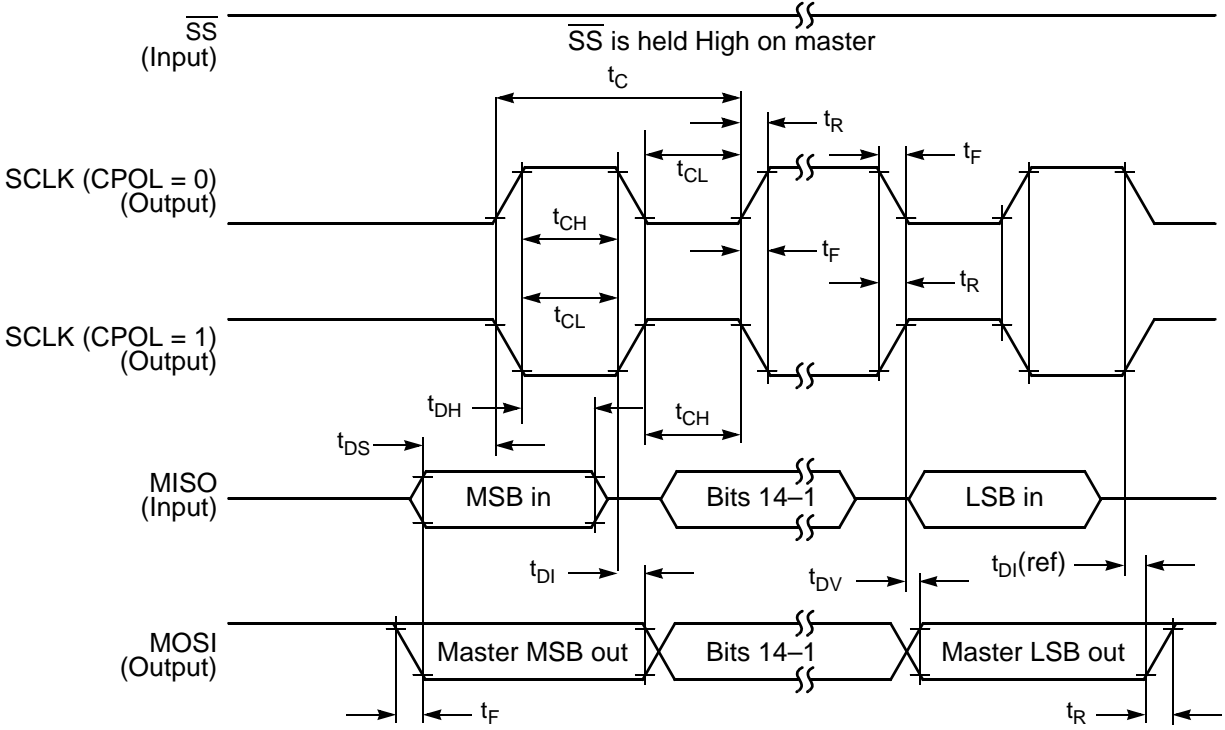 SS
(Input)
SS is held High on master
tC
tR
tF
SCLK (CPOL = 0)
(Output)
tCL
tCH
tF
tR
SCLK (CPOL = 1)
(Output)
tCL
tDH
tCH
tDS
MISO
(Input)
MSB in
Bits 14–1
LSB in
tDI
tDV
tDI(ref)
MOSI
(Output)
Master MSB out
Bits 14–1
Master LSB out
tF
tR